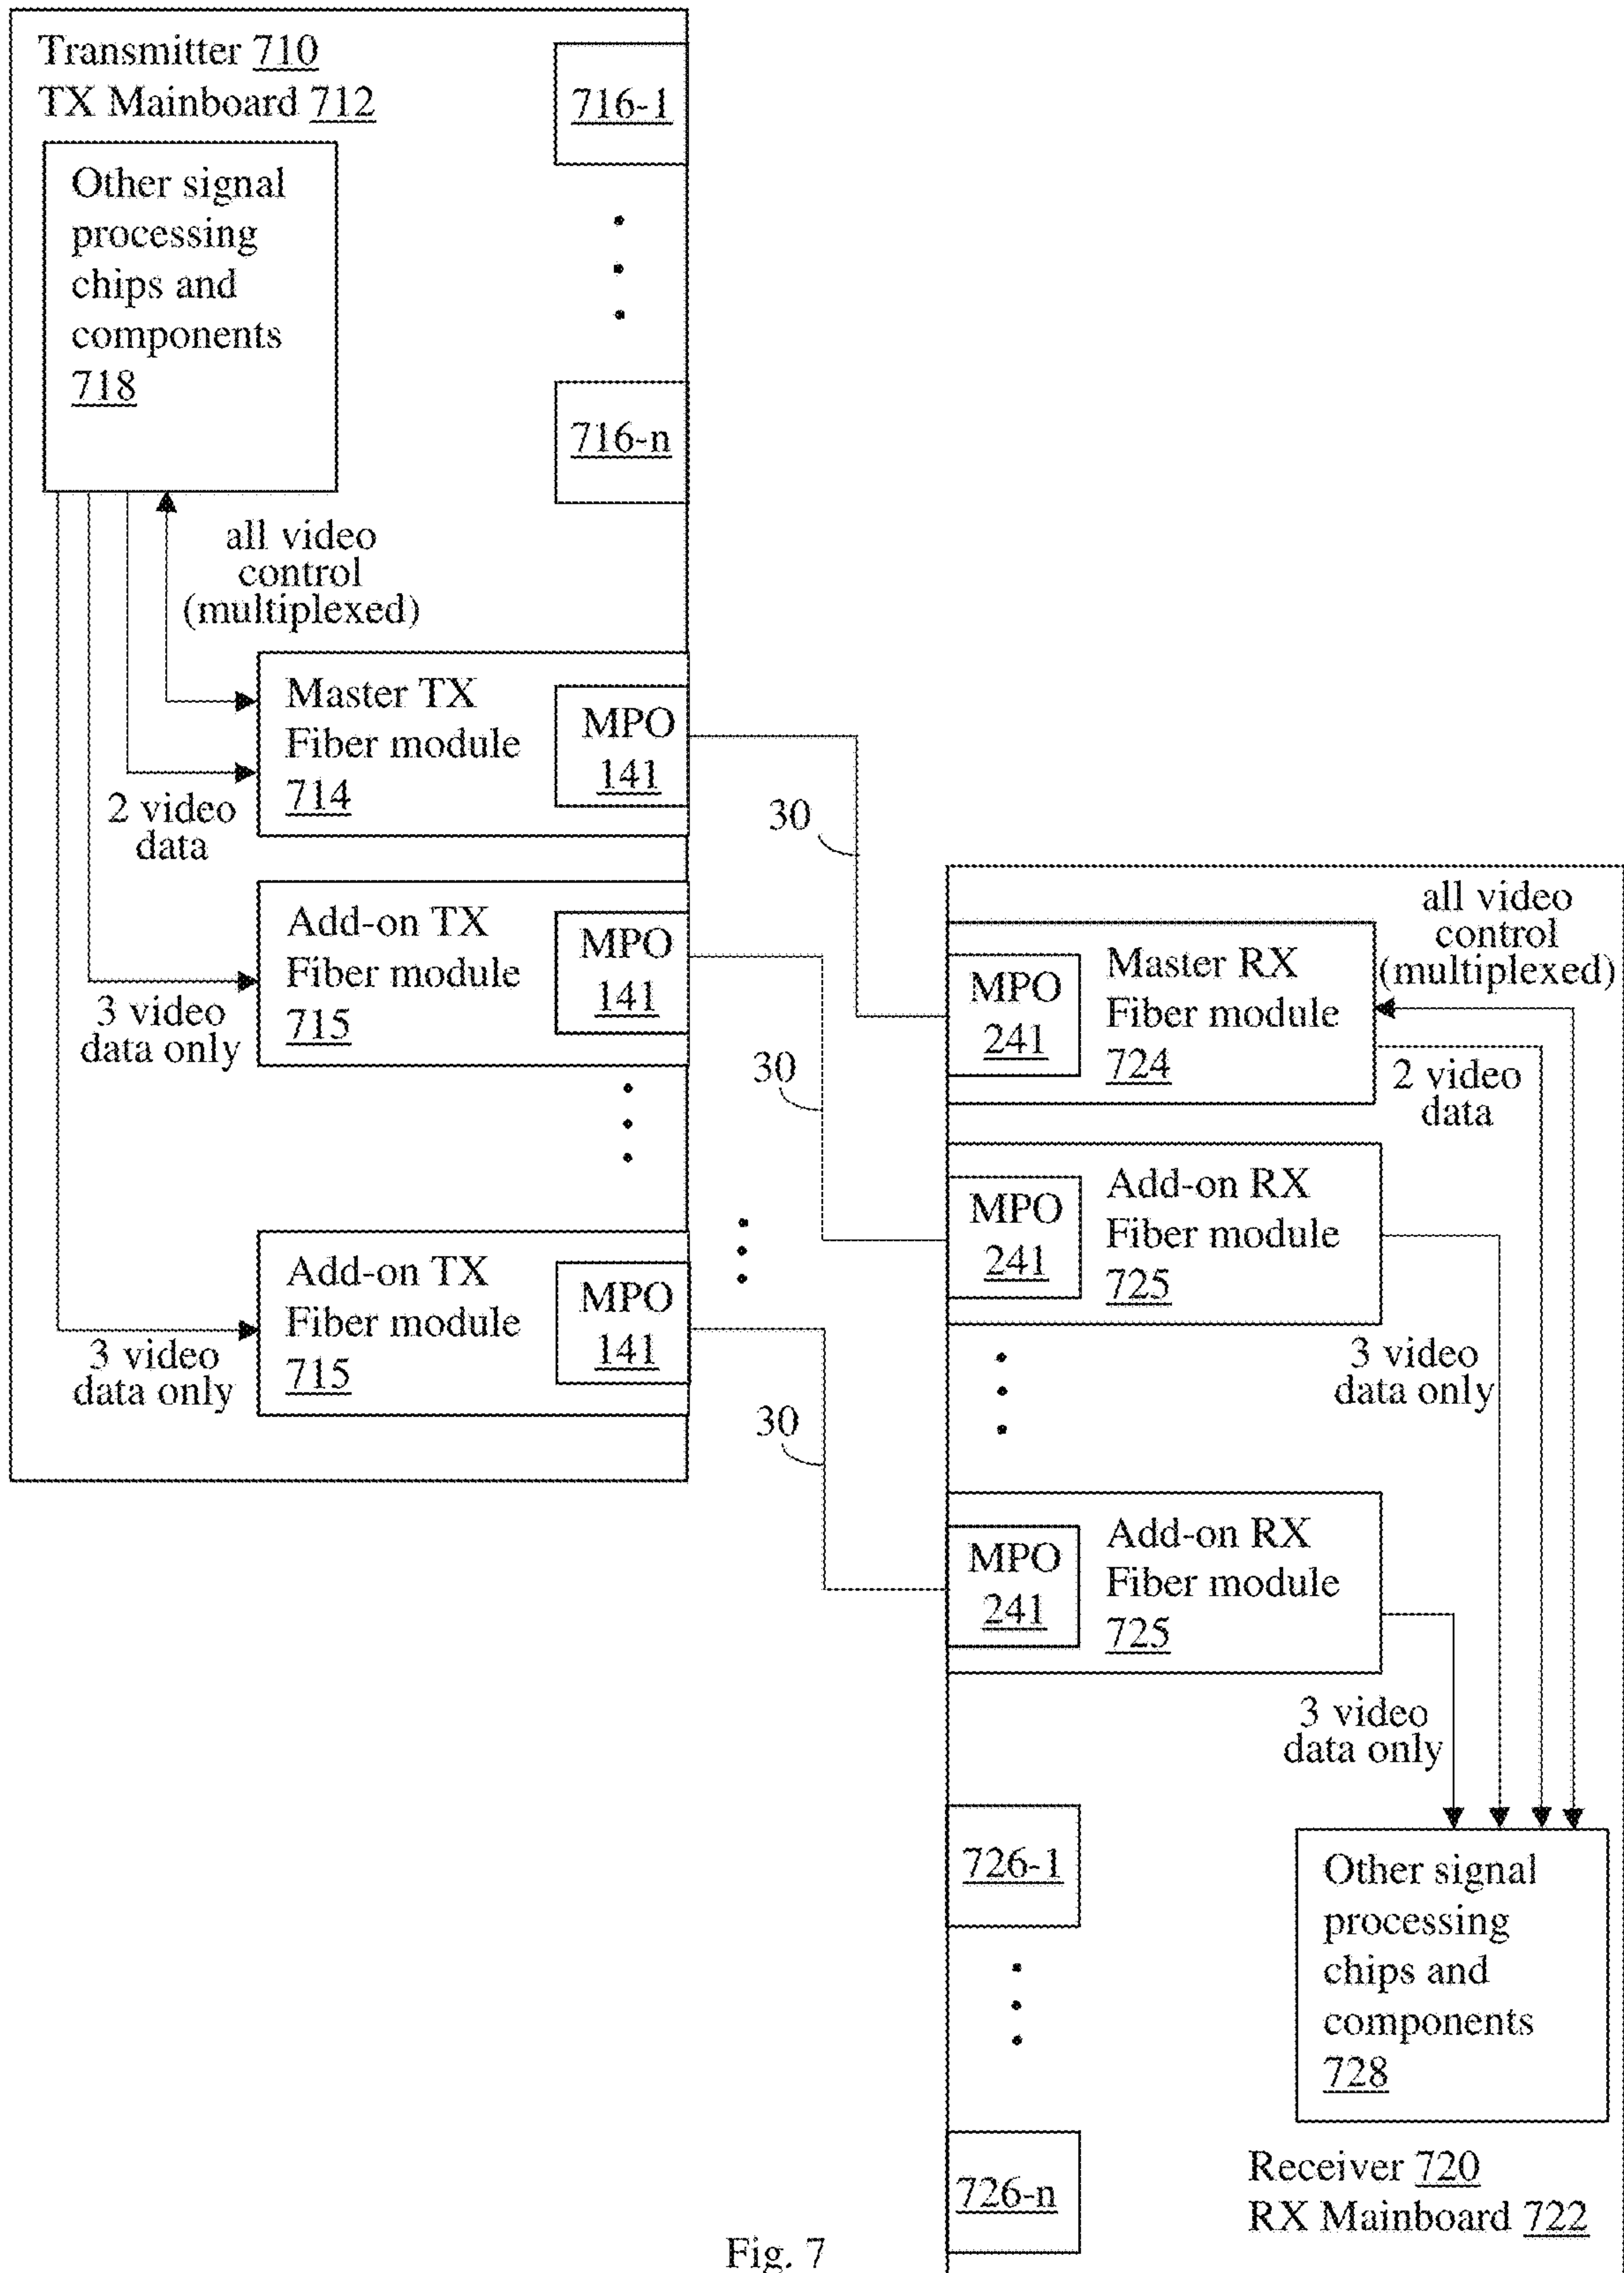 Transmitter 710
TX Mainboard 712
716-1
Other signal
processing
chips and
components
718
716-n
all video
control
(multiplexed)
Master TX
Fiber module
714
MPO
141
2 video
data
30
Add-on TX
Fiber module
715
MPO
141
3 video
data only
30
Add-on TX
Fiber module
715
MPO
141
3 video
data only
30
all video
control
(multiplexed)
MPO
241
Master RX
Fiber module
724
2 video
data
MPO
241
Add-on RX
Fiber module
725
3 video
data only
MPO
241
Add-on RX
Fiber module
725
3 video
data only
726-1
Other signal
processing
chips and
components
728
726-n
Receiver 720
RX Mainboard 722
Fig. 7